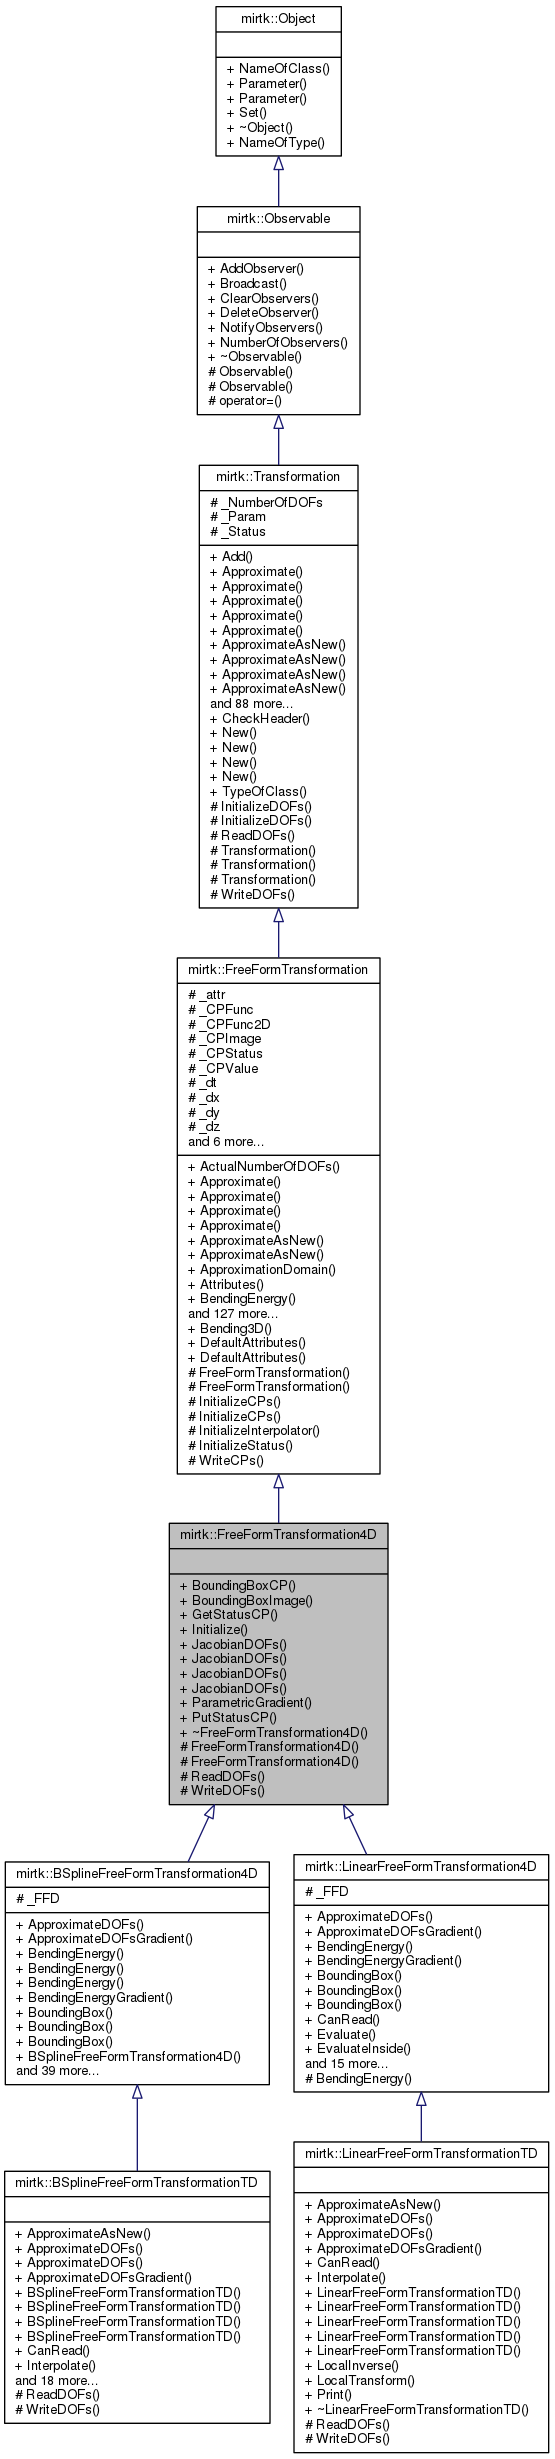 mirtk::Object
+ NameOfClass()
+ Parameter()
+ Parameter()
+ Set()
+ ~Object()
+ NameOfType()
mirtk::Observable
+ AddObserver()
+ Broadcast()
+ ClearObservers()
+ DeleteObserver()
+ NotifyObservers()
+ NumberOfObservers()
+ ~Observable()
# Observable()
# Observable()
# operator=()
mirtk::Transformation
# _NumberOfDOFs
# _Param
# _Status
+ Add()
+ Approximate()
+ Approximate()
+ Approximate()
+ Approximate()
+ Approximate()
+ ApproximateAsNew()
+ ApproximateAsNew()
+ ApproximateAsNew()
+ ApproximateAsNew()
and 88 more...
+ CheckHeader()
+ New()
+ New()
+ New()
+ New()
+ TypeOfClass()
# InitializeDOFs()
# InitializeDOFs()
# ReadDOFs()
# Transformation()
# Transformation()
# Transformation()
# WriteDOFs()
mirtk::FreeFormTransformation
# _attr
# _CPFunc
# _CPFunc2D
# _CPImage
# _CPStatus
# _CPValue
# _dt
# _dx
# _dy
# _dz
and 6 more...
+ ActualNumberOfDOFs()
+ Approximate()
+ Approximate()
+ Approximate()
+ Approximate()
+ ApproximateAsNew()
+ ApproximateAsNew()
+ ApproximationDomain()
+ Attributes()
+ BendingEnergy()
and 127 more...
+ Bending3D()
+ DefaultAttributes()
+ DefaultAttributes()
# FreeFormTransformation()
# FreeFormTransformation()
# InitializeCPs()
# InitializeCPs()
# InitializeInterpolator()
# InitializeStatus()
# WriteCPs()
mirtk::FreeFormTransformation4D
+ BoundingBoxCP()
+ BoundingBoxImage()
+ GetStatusCP()
+ Initialize()
+ JacobianDOFs()
+ JacobianDOFs()
+ JacobianDOFs()
+ JacobianDOFs()
+ ParametricGradient()
+ PutStatusCP()
+ ~FreeFormTransformation4D()
# FreeFormTransformation4D()
# FreeFormTransformation4D()
# ReadDOFs()
# WriteDOFs()
mirtk::BSplineFreeFormTransformation4D
# _FFD
+ ApproximateDOFs()
+ ApproximateDOFsGradient()
+ BendingEnergy()
+ BendingEnergy()
+ BendingEnergy()
+ BendingEnergyGradient()
+ BoundingBox()
+ BoundingBox()
+ BoundingBox()
+ BSplineFreeFormTransformation4D()
and 39 more...
mirtk::LinearFreeFormTransformation4D
# _FFD
+ ApproximateDOFs()
+ ApproximateDOFsGradient()
+ BendingEnergy()
+ BendingEnergyGradient()
+ BoundingBox()
+ BoundingBox()
+ BoundingBox()
+ CanRead()
+ Evaluate()
+ EvaluateInside()
and 15 more...
# BendingEnergy()
mirtk::BSplineFreeFormTransformationTD
+ ApproximateAsNew()
+ ApproximateDOFs()
+ ApproximateDOFs()
+ ApproximateDOFsGradient()
+ BSplineFreeFormTransformationTD()
+ BSplineFreeFormTransformationTD()
+ BSplineFreeFormTransformationTD()
+ BSplineFreeFormTransformationTD()
+ CanRead()
+ Interpolate()
and 18 more...
# ReadDOFs()
# WriteDOFs()
mirtk::LinearFreeFormTransformationTD
+ ApproximateAsNew()
+ ApproximateDOFs()
+ ApproximateDOFs()
+ ApproximateDOFsGradient()
+ CanRead()
+ Interpolate()
+ LinearFreeFormTransformationTD()
+ LinearFreeFormTransformationTD()
+ LinearFreeFormTransformationTD()
+ LinearFreeFormTransformationTD()
+ LinearFreeFormTransformationTD()
+ LocalInverse()
+ LocalTransform()
+ Print()
+ ~LinearFreeFormTransformationTD()
# ReadDOFs()
# WriteDOFs()